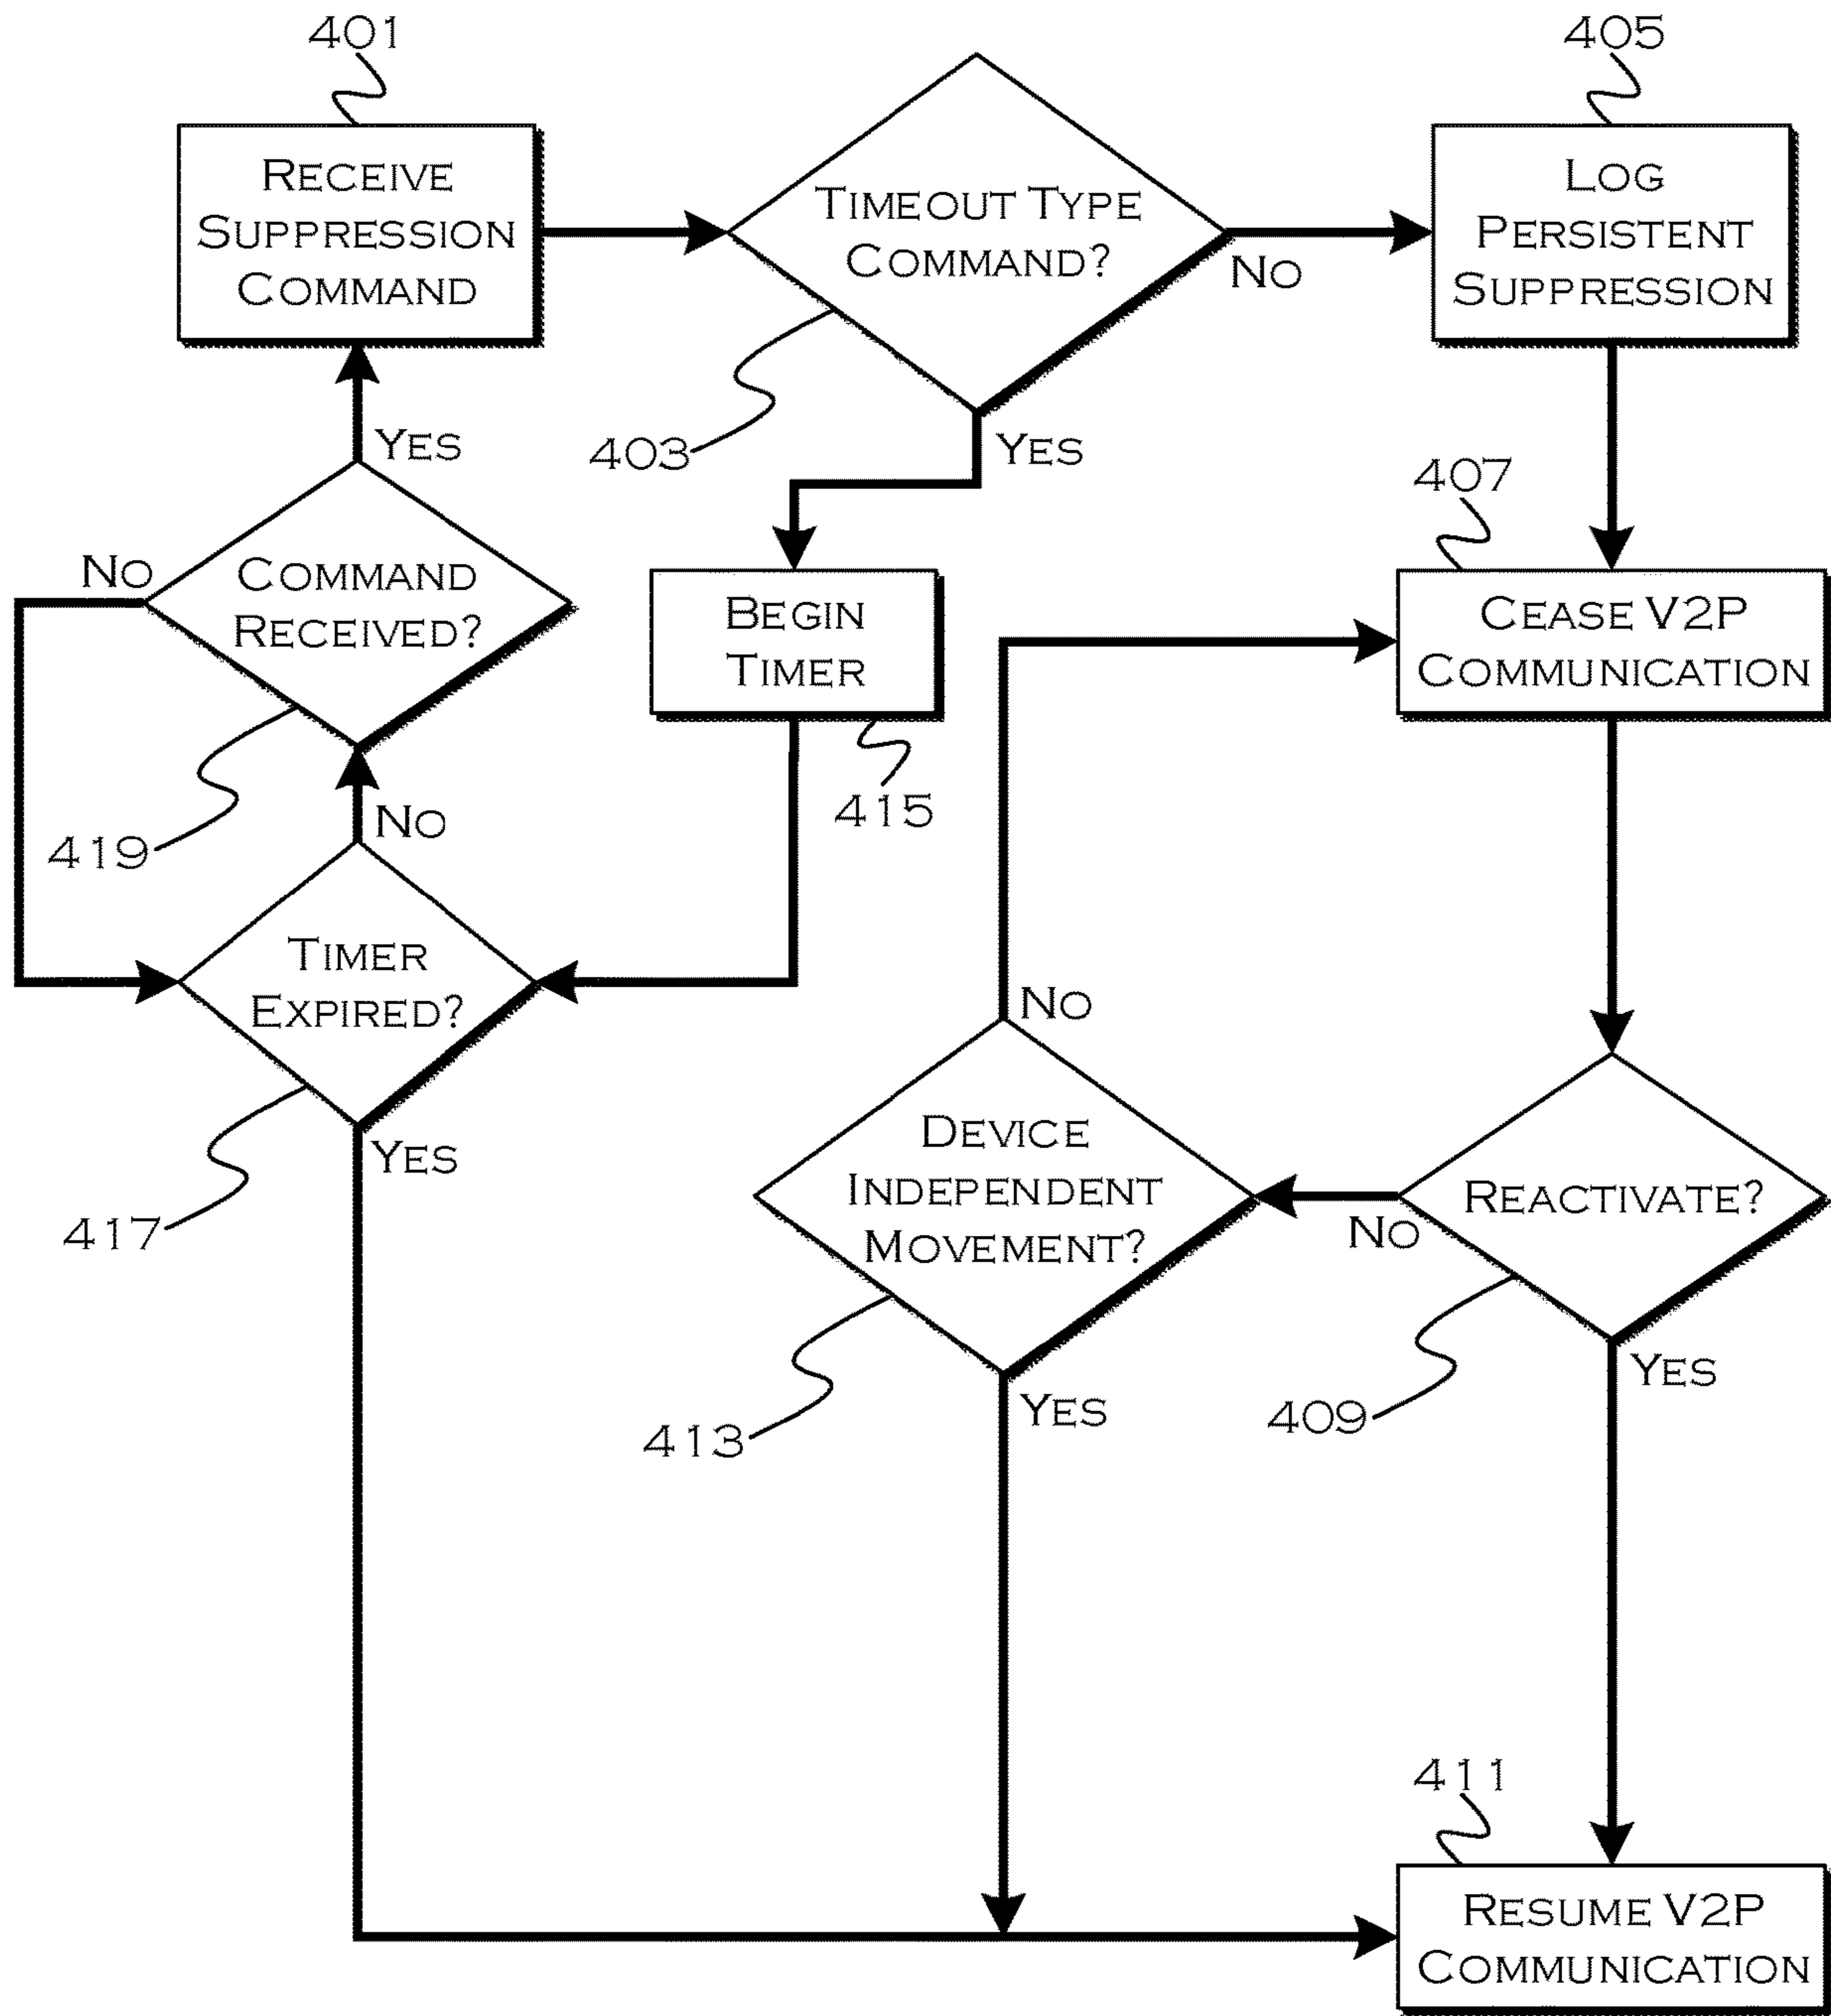 401
405
RECEIVE
SUPPRESSION
COMMAND
TIMEOUT TYPE
COMMAND?
LOG
PERSISTENT
SUPPRESSION
NO
YES
403
YES
407
NO
COMMAND
RECEIVED?
BEGIN
TIMER
CEASE V2P
COMMUNICATION
415
NO
419
TIMER
EXPIRED?
NO
YES
417
DEVICE
INDEPENDENT
MOVEMENT?
REACTIVATE?
NO
YES
YES
413
409
411
RESUME V2P
COMMUNICATION